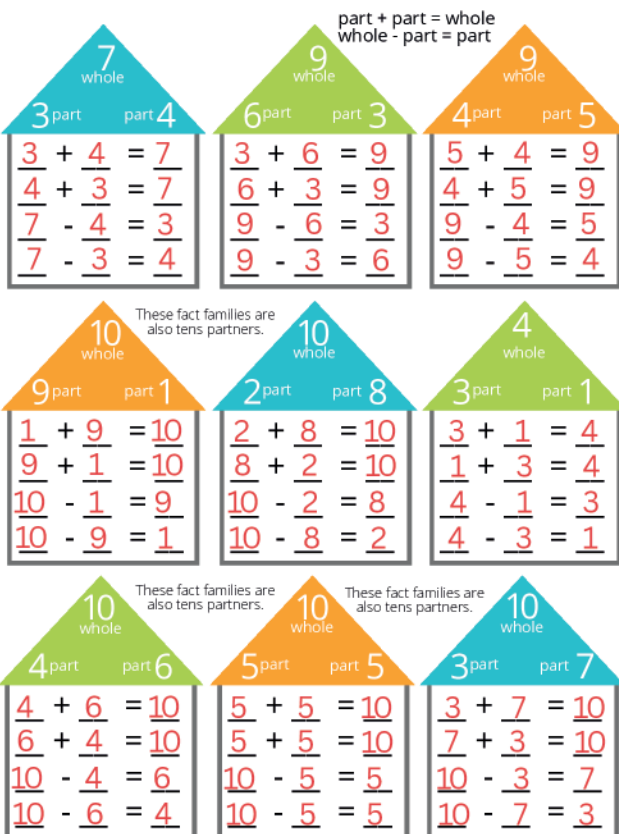 part + part = whole
whole - part = part
7
whole
3 part part 4
3 + 4 = 7
4 + 3 = 7
7 - 4 = 3
7 - 3 = 4
9
whole
6 part part 3
3 + 6 = 9
6 + 3 = 9
9 - 6 = 3
9 - 3 = 6
9
whole
4 part part 5
5 + 4 = 9
4 + 5 = 9
9 - 4 = 5
9 - 5 = 4
These fact families are
also tens partners.
10
whole
9 part part 1
1 + 9 = 10
9 + 1 = 10
10 - 1 = 9
10 - 9 = 1
10
whole
2 part part 8
2 + 8 = 10
8 + 2 = 10
10 - 2 = 8
10 - 8 = 2
4
whole
3 part part 1
3 + 1 = 4
1 + 3 = 4
4 - 1 = 3
4 - 3 = 1
These fact families are
also tens partners.
These fact families are
also tens partners.
10
whole
4 part part 6
4 + 6 = 10
6 + 4 = 10
10 - 4 = 6
10 - 6 = 4
10
whole
5 part part 5
5 + 5 = 10
5 + 5 = 10
10 - 5 = 5
10 - 5 = 5
10
whole
3 part part 7
3 + 7 = 10
7 + 3 = 10
10 - 3 = 7
10 - 7 = 3